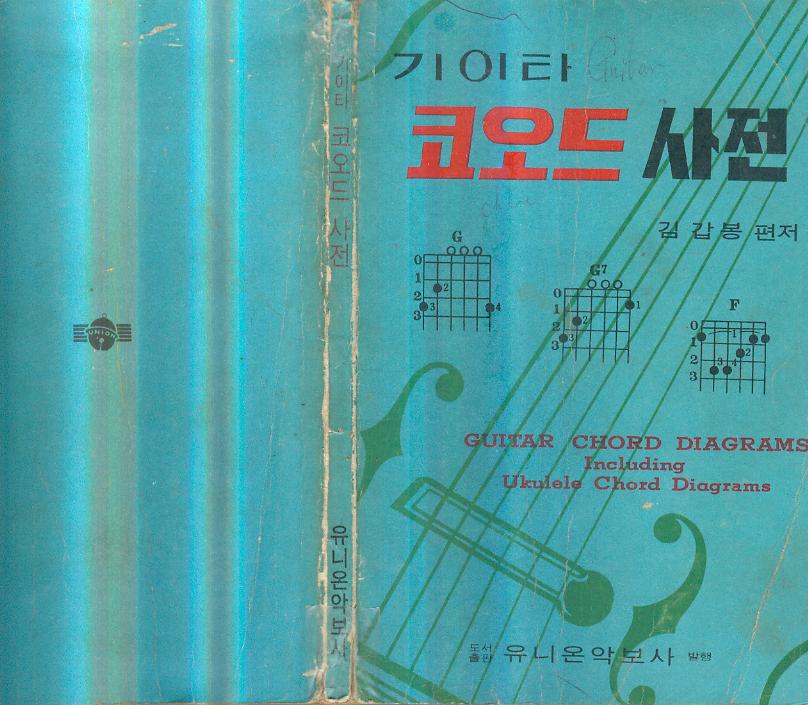 기이타 코오드 사전
유니온악보사
UNION
기이타 Guitar
코오드 사전
김갑봉 편저
G
0
1
2
3
2
3
4
G7
0
1
2
3
1
2
3
F
0
1
2
3
1
2
3
4
GUITAR CHORD DIAGRAMS
Including
Ukulele Chord Diagrams
도서출판 유니온악보사 발행